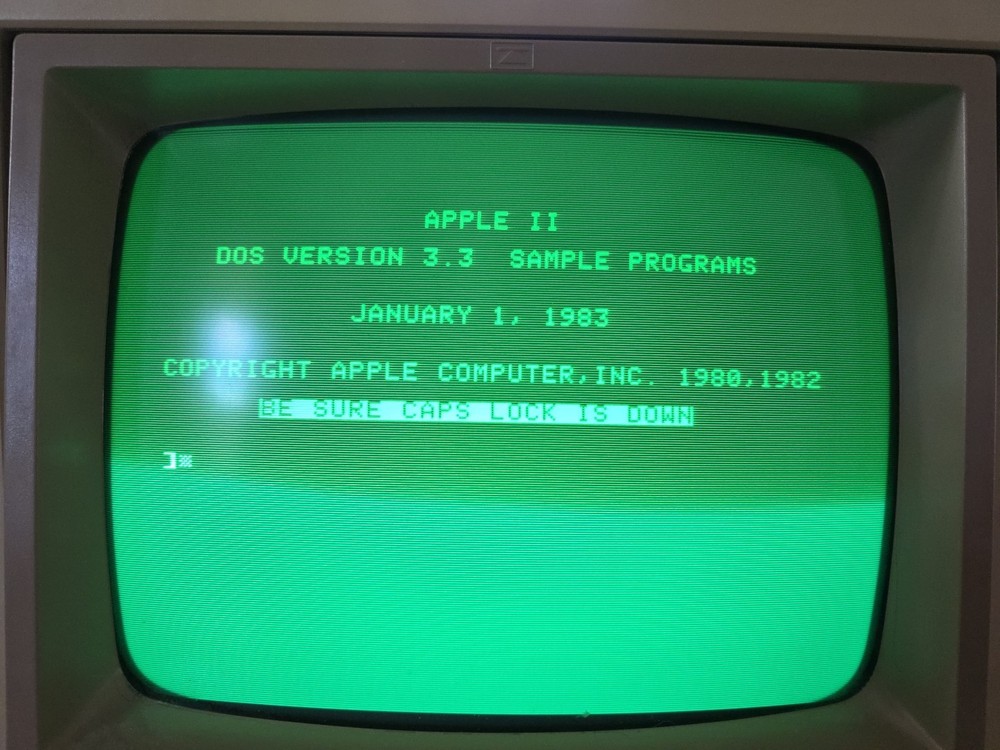 APPLE II
DOS VERSION 3.3 SAMPLE PROGRAMS
JANUARY 1, 1983
COPYRIGHT APPLE COMPUTER,INC. 1980,1982
BE SURE CAPS LOCK IS DOWN
]